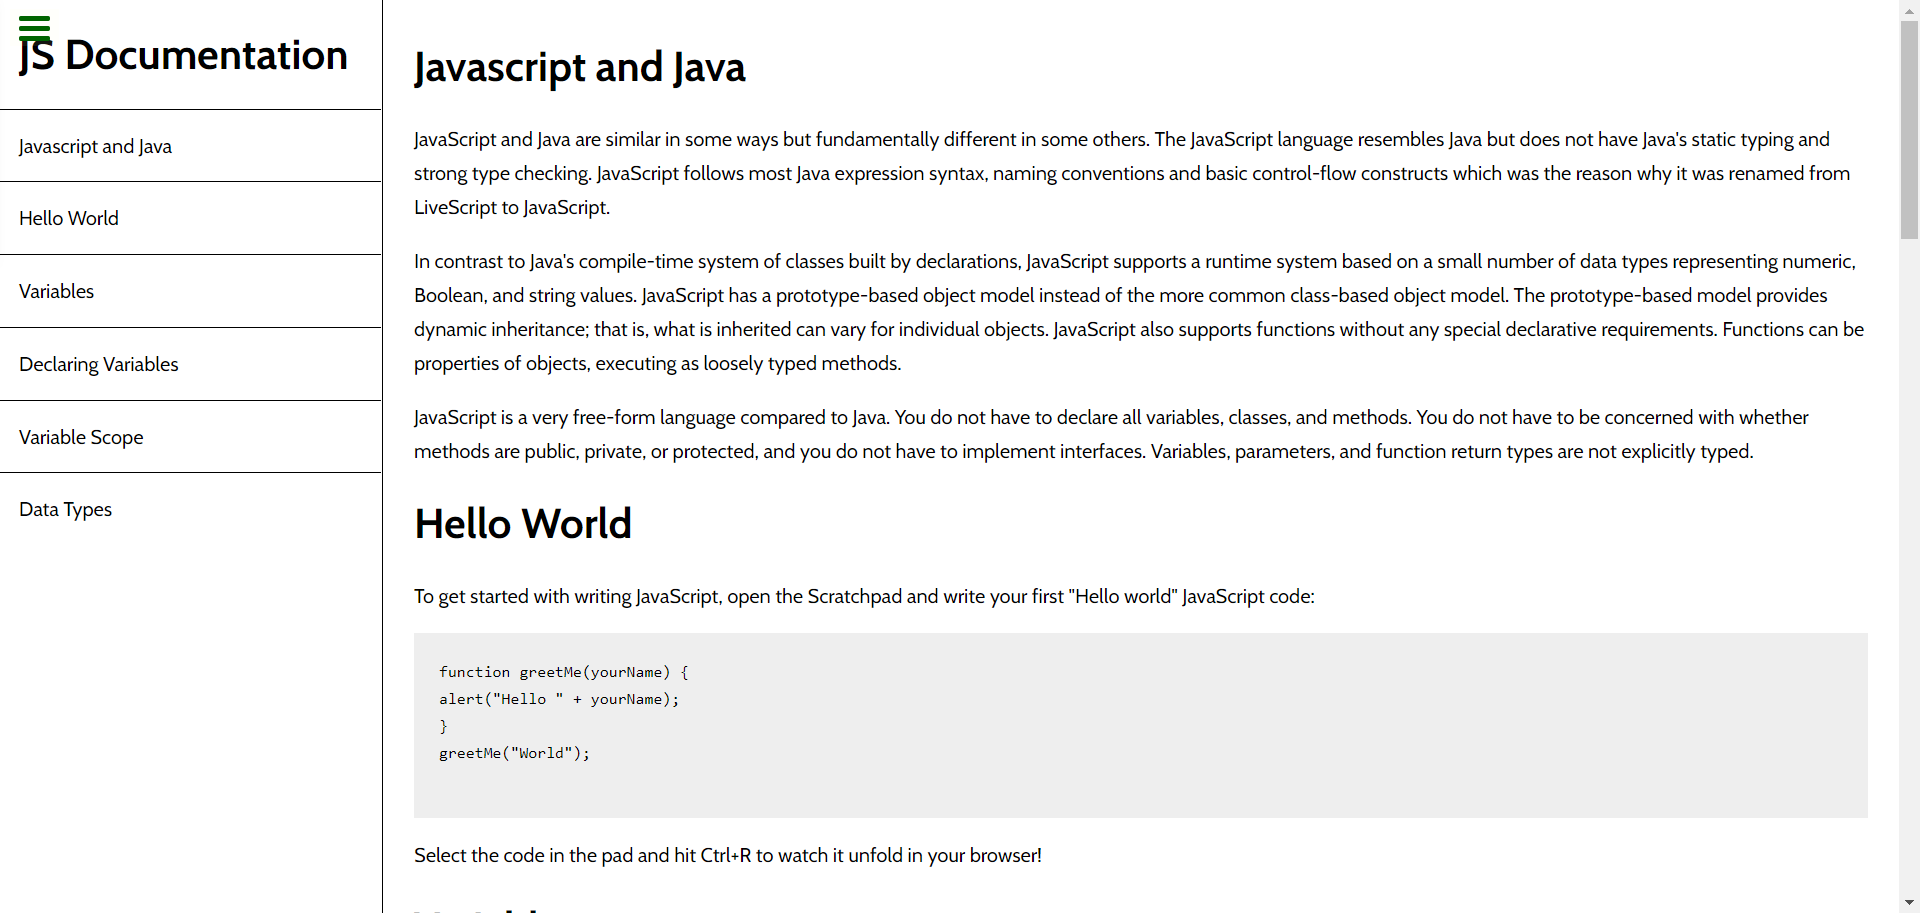 JS Documentation
Javascript and Java
Hello World
Variables
Declaring Variables
Variable Scope
Data Types
Javascript and Java
JavaScript and Java are similar in some ways but fundamentally different in some others. The JavaScript language resembles Java but does not have Java's static typing and
strong type checking. JavaScript follows most Java expression syntax, naming conventions and basic control-flow constructs which was the reason why it was renamed from
LiveScript to JavaScript.
In contrast to Java's compile-time system of classes built by declarations, JavaScript supports a runtime system based on a small number of data types representing numeric,
Boolean, and string values. JavaScript has a prototype-based object model instead of the more common class-based object model. The prototype-based model provides
dynamic inheritance; that is, what is inherited can vary for individual objects. JavaScript also supports functions without any special declarative requirements. Functions can be
properties of objects, executing as loosely typed methods.
JavaScript is a very free-form language compared to Java. You do not have to declare all variables, classes, and methods. You do not have to be concerned with whether
methods are public, private, or protected, and you do not have to implement interfaces. Variables, parameters, and function return types are not explicitly typed.
Hello World
To get started with writing JavaScript, open the Scratchpad and write your first "Hello world" JavaScript code:
function greetMe(yourName) {
alert("Hello " + yourName);
}
greetMe("World");
Select the code in the pad and hit Ctrl+R to watch it unfold in your browser!